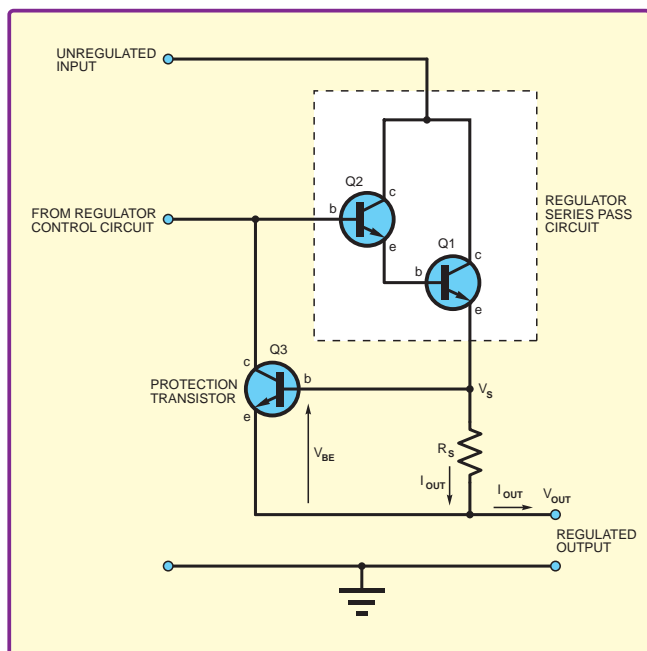 UNREGULATED
INPUT
Q2
c
b
e
FROM REGULATOR
CONTROL CIRCUIT
REGULATOR
SERIES PASS
CIRCUIT
Q1
c
b
e
Q3
c
b
e
PROTECTION
TRANSISTOR
VS
VBE
RS
IOUT
IOUT
VOUT
REGULATED
OUTPUT